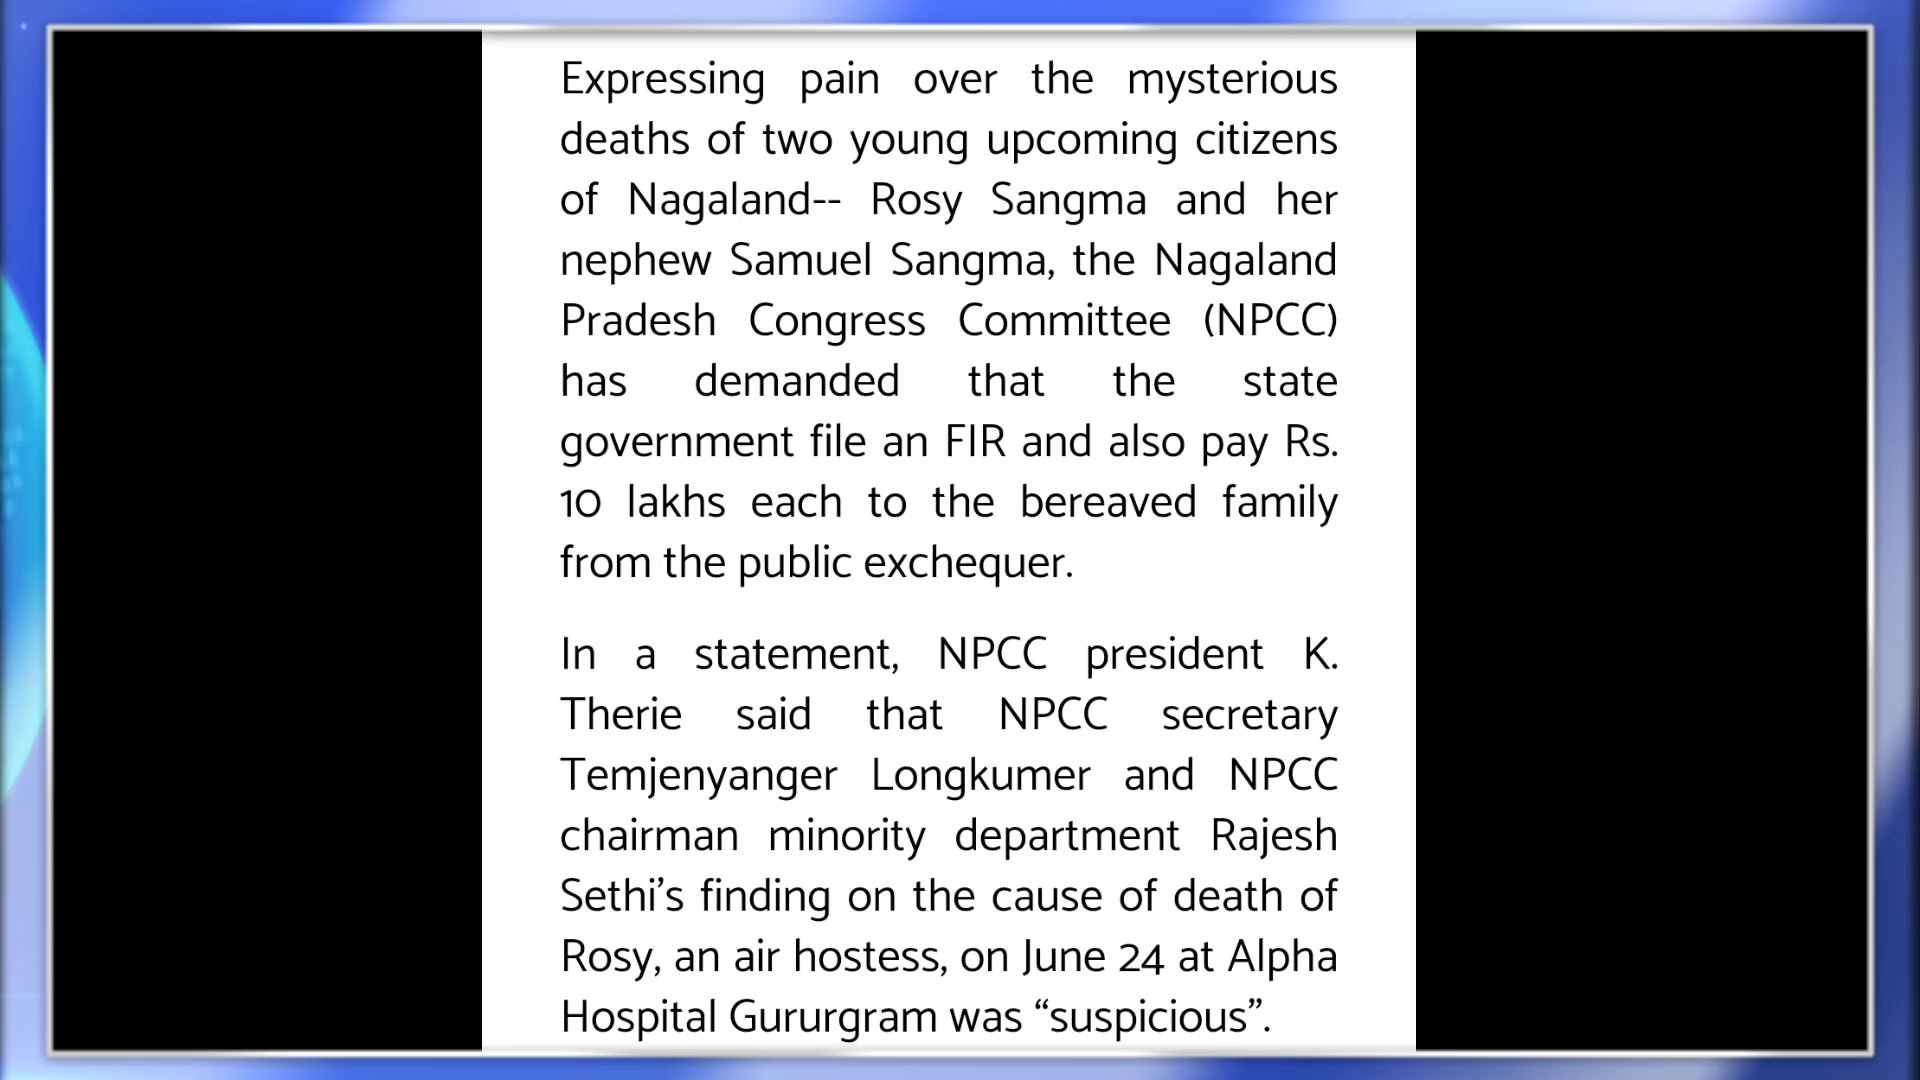 Expressing pain over the mysterious
deaths of two young upcoming citizens
of Nagaland-- Rosy Sangma and her
nephew Samuel Sangma, the Nagaland
Pradesh Congress Committee (NPCC)
has demanded that the state
government file an FIR and also pay Rs.
10 lakhs each to the bereaved family
from the public exchequer.
In a statement, NPCC president K.
Therie said that NPCC secretary
Temjenyanger Longkumer and NPCC
chairman minority department Rajesh
Sethi’s finding on the cause of death of
Rosy, an air hostess, on June 24 at Alpha
Hospital Gururgram was “suspicious”.